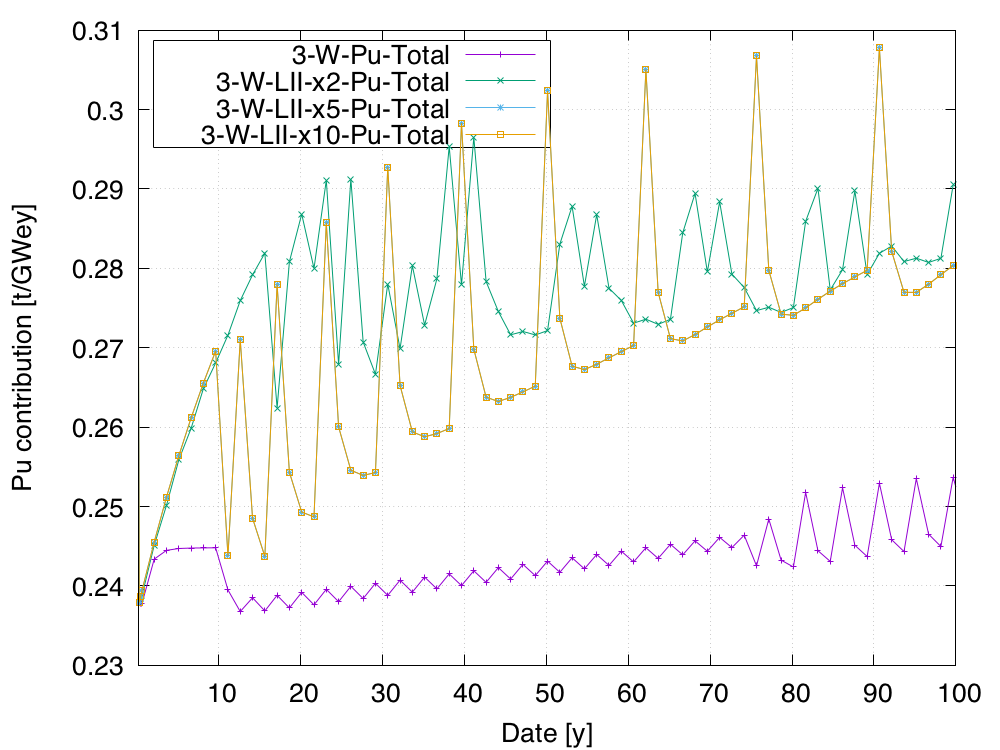 0.31
0.3
0.29
0.28
0.27
0.26
0.25
0.24
0.23
Pu contribution [t/GWey]
3-W-Pu-Total
3-W-LII-x2-Pu-Total
3-W-LII-x5-Pu-Total
3-W-LII-x10-Pu-Total
10 20 30 40 50 60 70 80 90 100
Date [y]